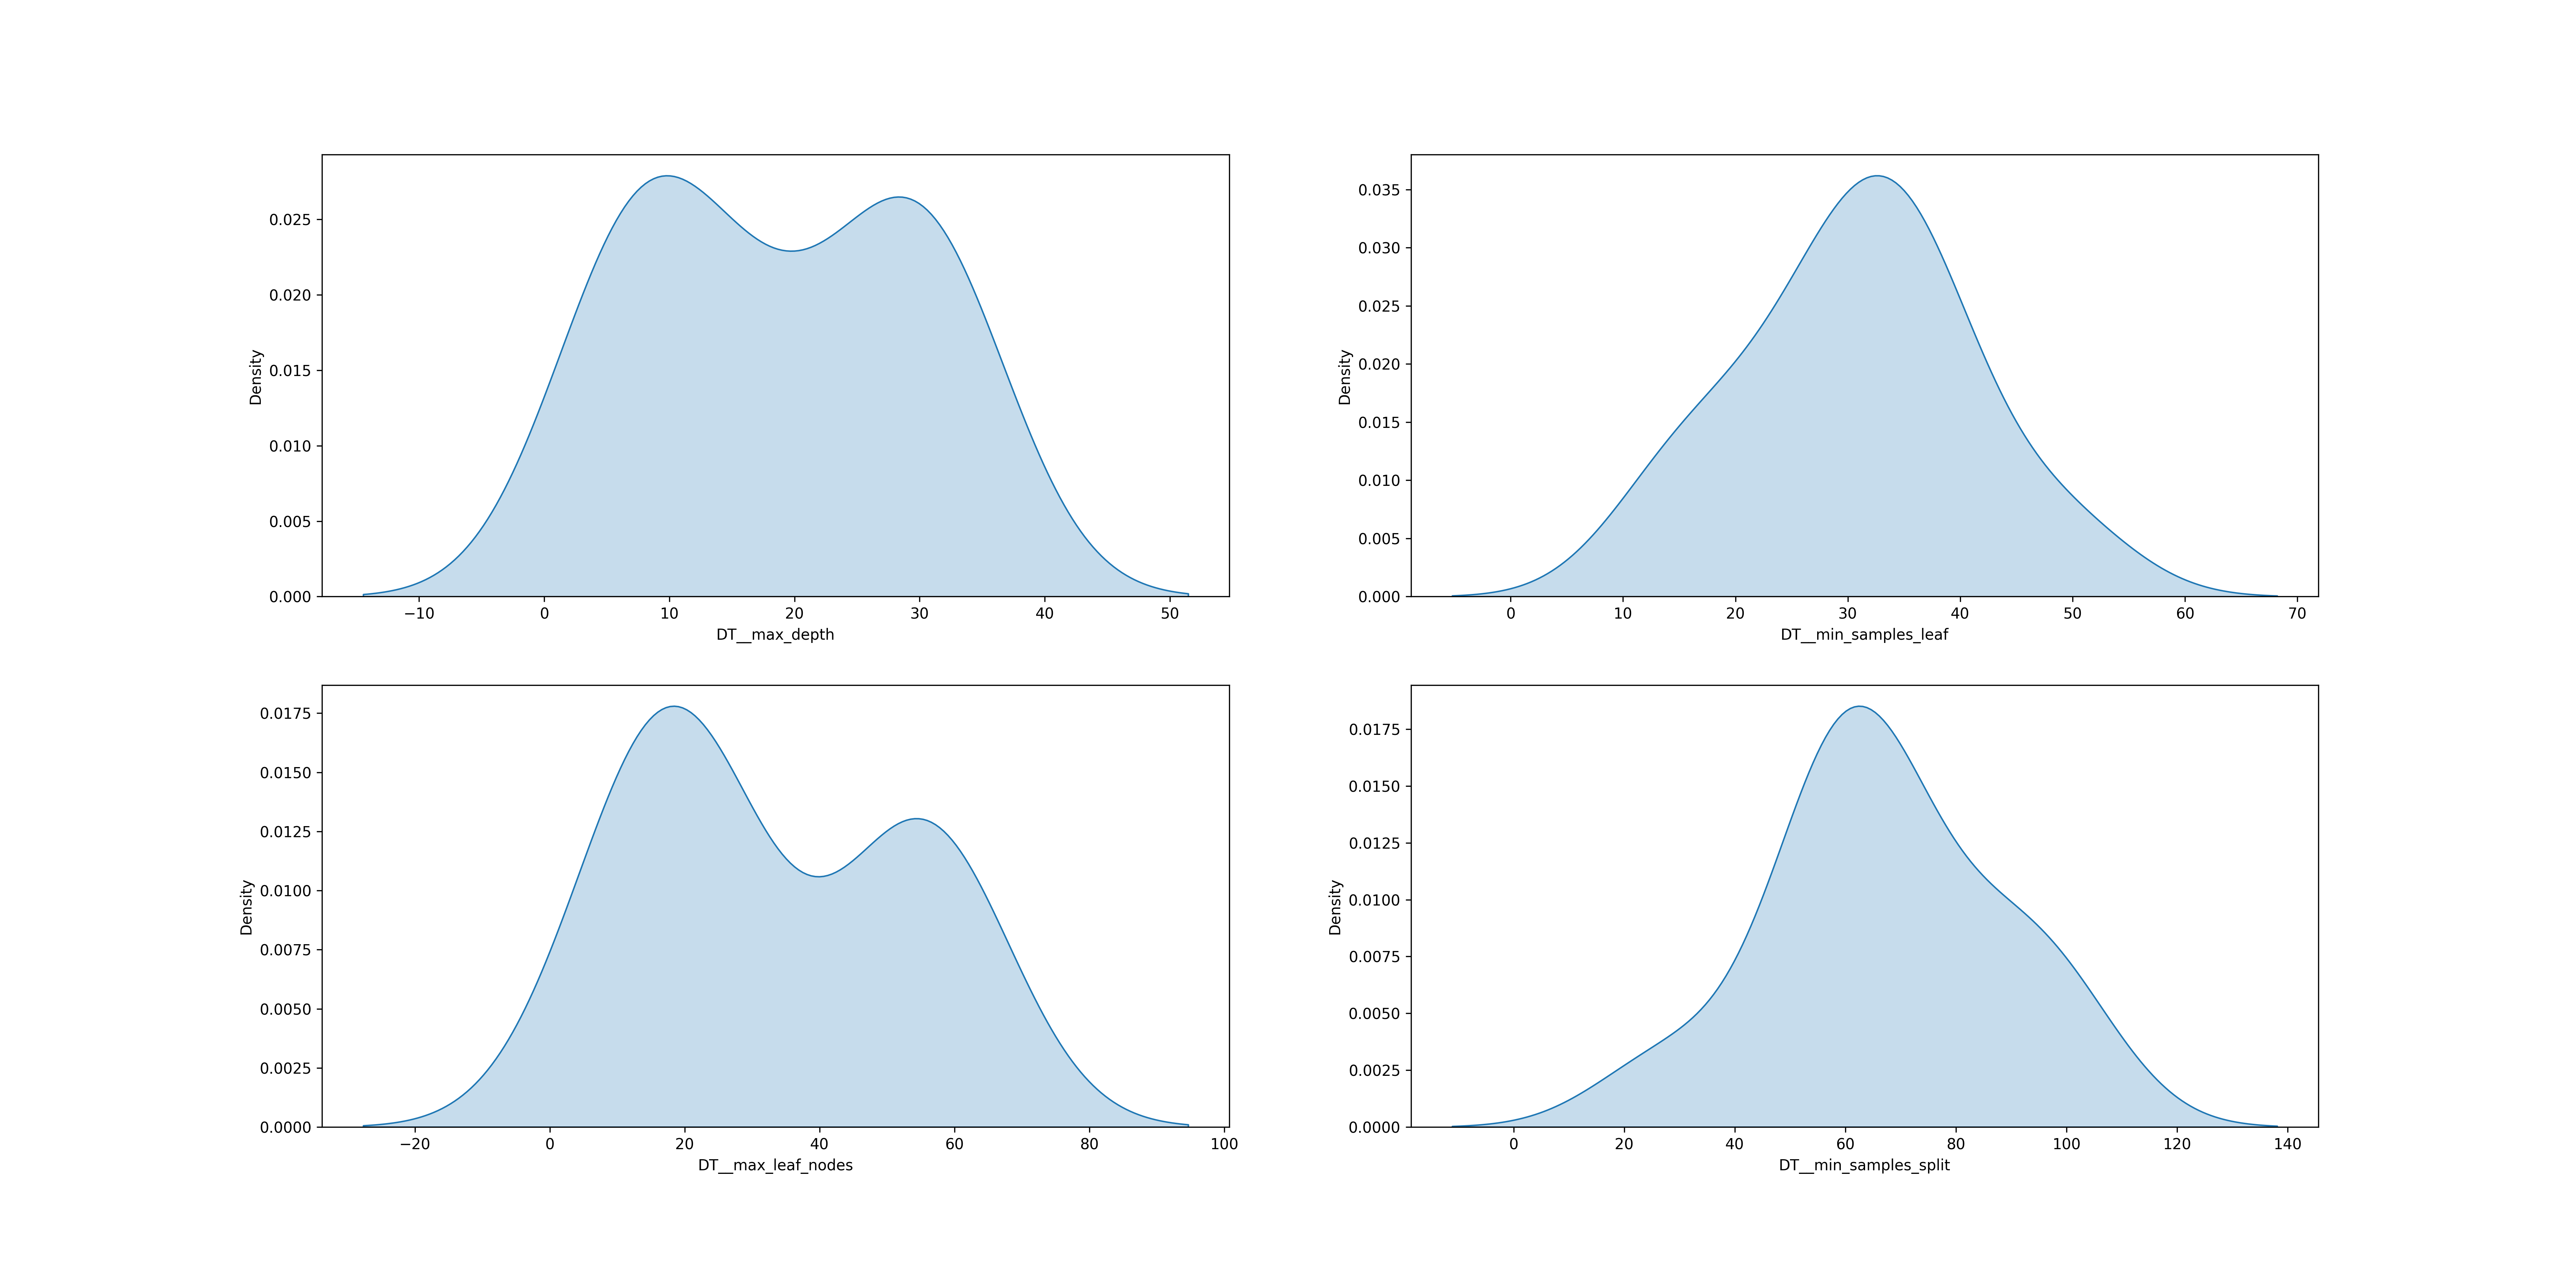 Density
0.025
0.020
0.015
0.010
0.005
0.000
−10 0 10 20 30 40 50
DT__max_depth
Density
0.035
0.030
0.025
0.020
0.015
0.010
0.005
0.000
0 10 20 30 40 50 60 70
DT__min_samples_leaf
Density
0.0175
0.0150
0.0125
0.0100
0.0075
0.0050
0.0025
0.0000
−20 0 20 40 60 80 100
DT__max_leaf_nodes
Density
0.0175
0.0150
0.0125
0.0100
0.0075
0.0050
0.0025
0.0000
0 20 40 60 80 100 120 140
DT__min_samples_split